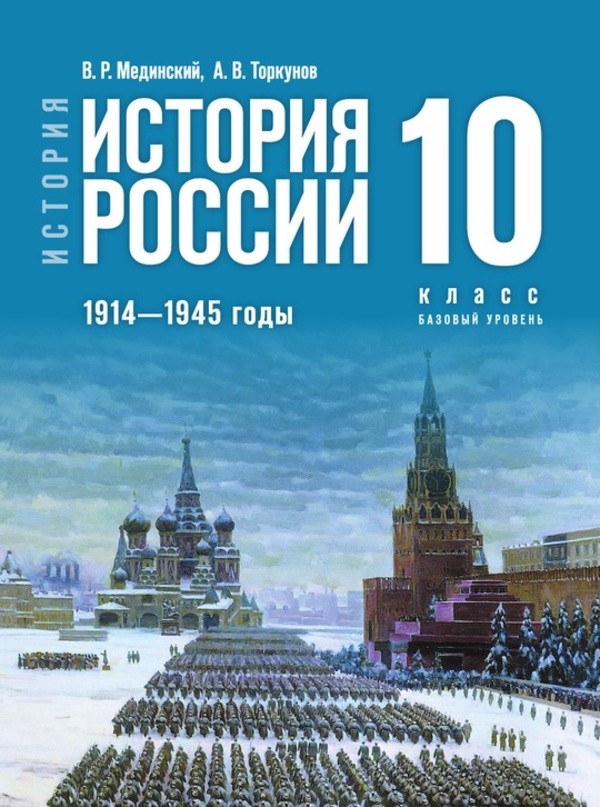 В. Р. Мединский, А. В. Торкунов
ИСТОРИЯ
ИСТОРИЯ
РОССИИ
10
класс
БАЗОВЫЙ УРОВЕНЬ
1914—1945 годы